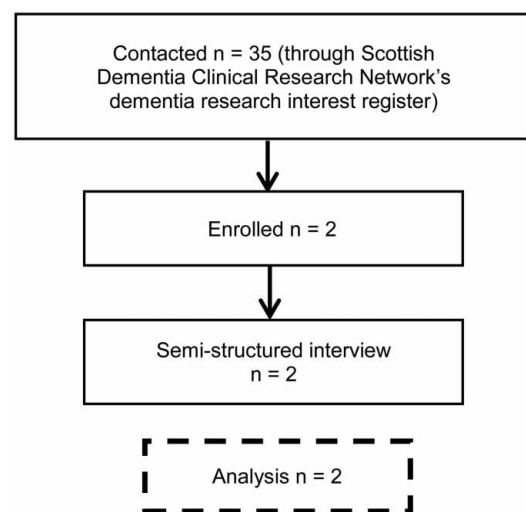 Contacted n = 35 (through Scottish
Dementia Clinical Research Network’s
dementia research interest register)
Enrolled n = 2
Semi-structured interview
n = 2
Analysis n = 2